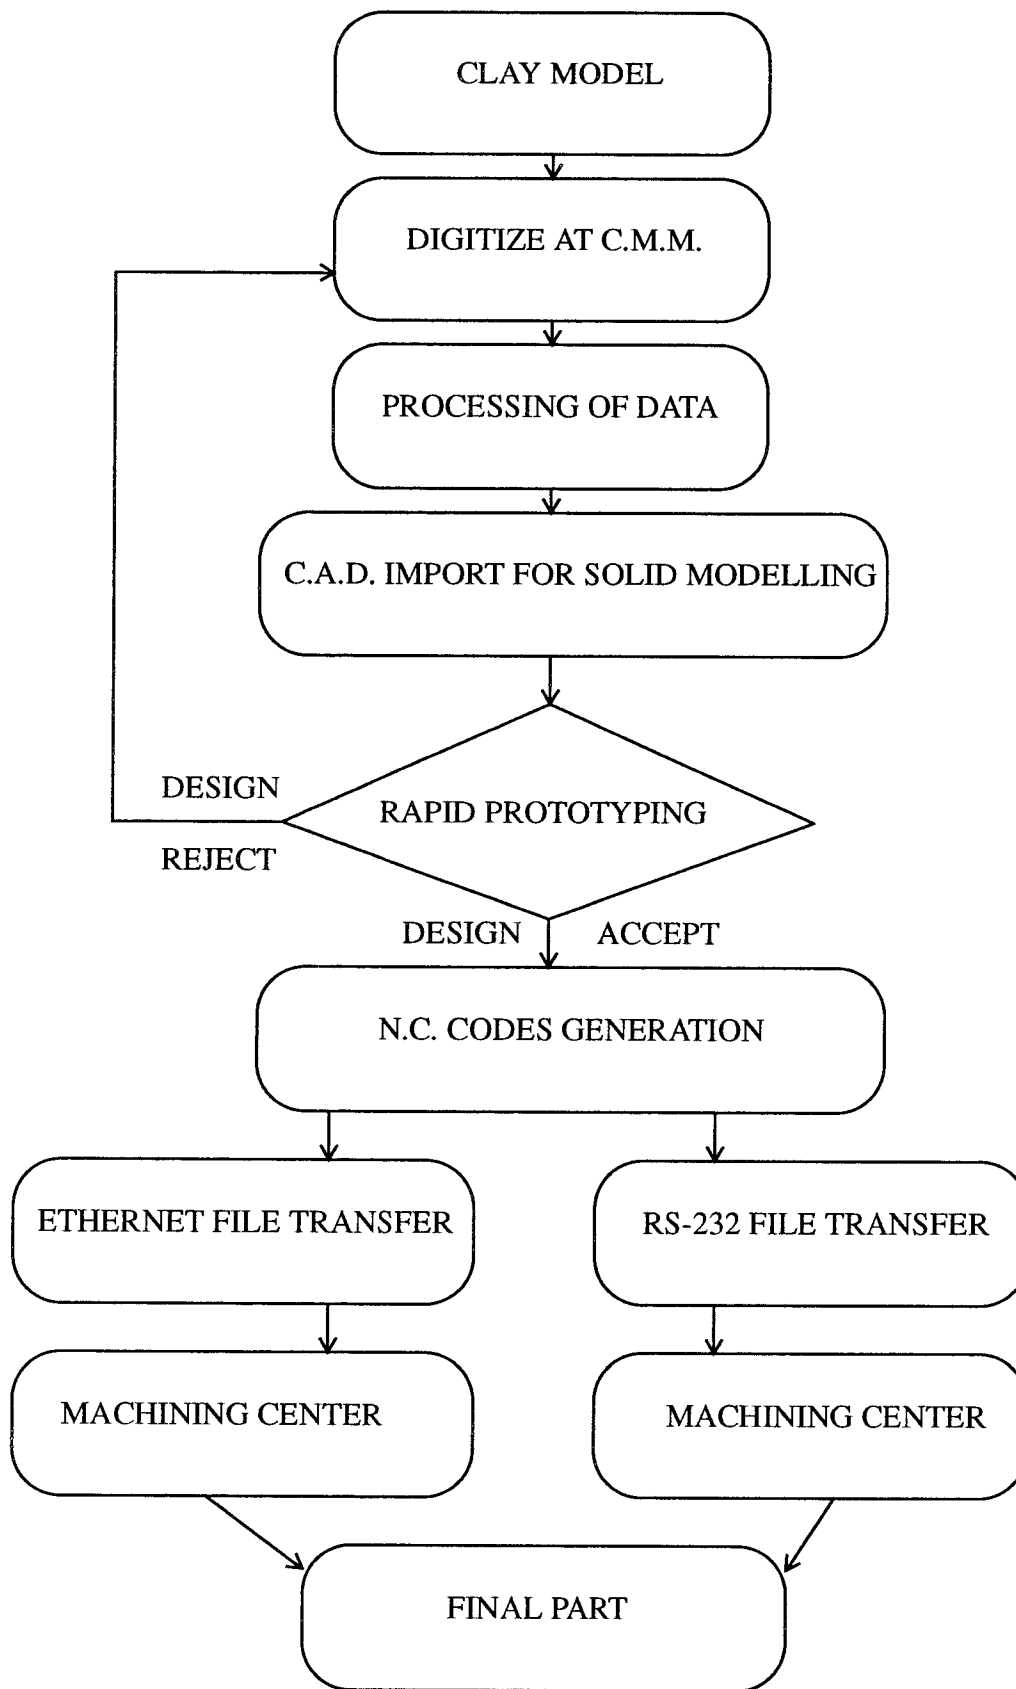 CLAY MODEL
DIGITIZE AT C.M.M.
PROCESSING OF DATA
C.A.D. IMPORT FOR SOLID MODELLING
DESIGN
RAPID PROTOTYPING
REJECT
DESIGN ACCEPT
N.C. CODES GENERATION
ETHERNET FILE TRANSFER
RS-232 FILE TRANSFER
MACHINING CENTER
MACHINING CENTER
FINAL PART